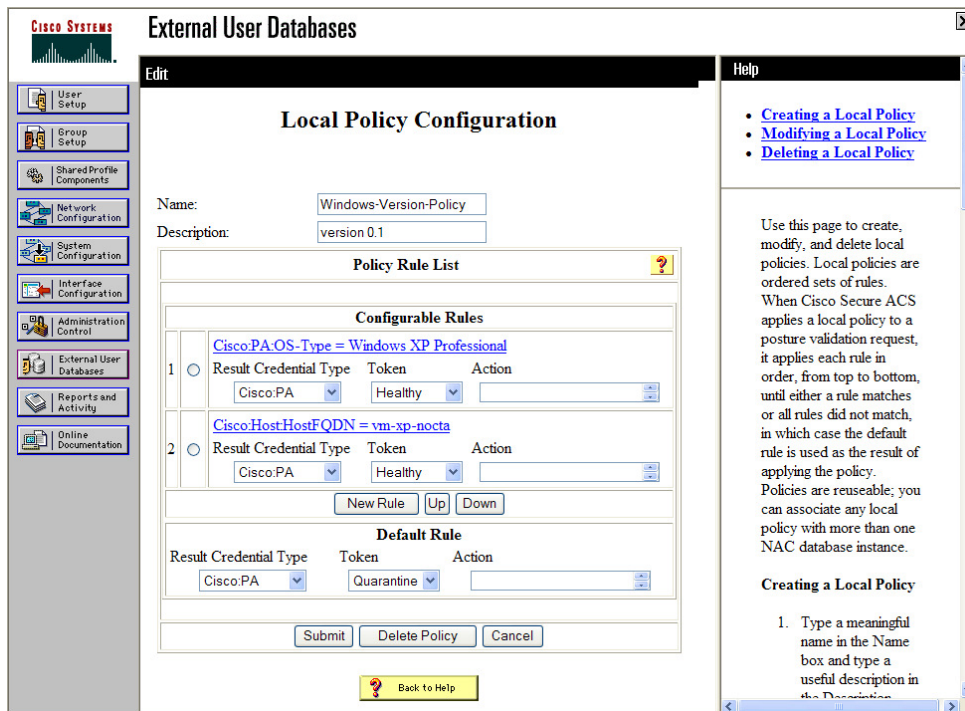 CISCO SYSTEMS
External User Databases
Edit
Help
User Setup
Group Setup
Shared Profile Components
Network Configuration
System Configuration
Interface Configuration
Administration Control
External User Databases
Reports and Activity
Online Documentation
Local Policy Configuration
Name: Windows-Version-Policy
Description: version 0.1
Policy Rule List
?
Configurable Rules
Cisco:PA:OS-Type = Windows XP Professional
1 Result Credential Type Token Action
Cisco:PA Healthy
Cisco:Host:HostFQDN = vm-xp-nocta
2 Result Credential Type Token Action
Cisco:PA Healthy
New Rule Up Down
Default Rule
Result Credential Type Token Action
Cisco:PA Quarantine
Submit Delete Policy Cancel
? Back to Help
Creating a Local Policy
Modifying a Local Policy
Deleting a Local Policy
Use this page to create,
modify, and delete local
policies. Local policies are
ordered sets of rules.
When Cisco Secure ACS
applies a local policy to a
posture validation request,
it applies each rule in
order, from top to bottom,
until either a rule matches
or all rules did not match,
in which case the default
rule is used as the result of
applying the policy.
Policies are reuseable; you
can associate any local
policy with more than one
NAC database instance.
Creating a Local Policy
1. Type a meaningful
name in the Name
box and type a
useful description in
the Description